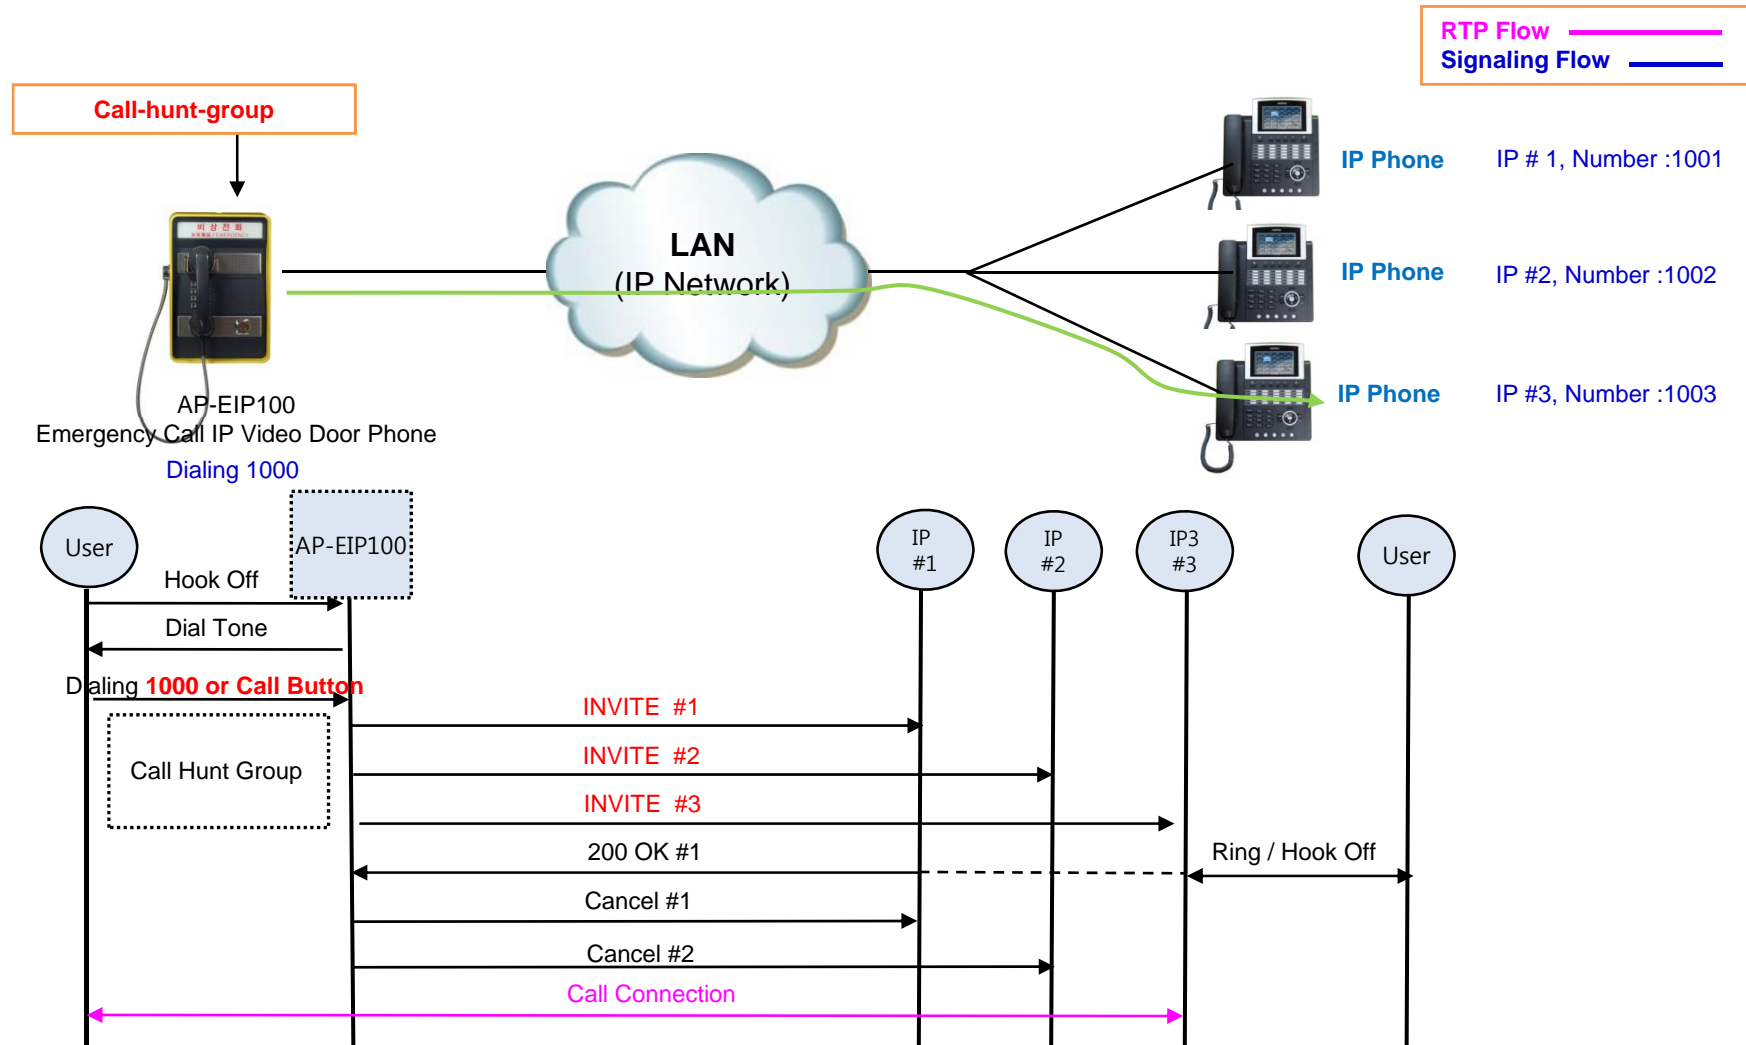 RTP Flow
Signaling Flow
Call-hunt-group
비 상 전 화
LAN
(IP Network)
IP Phone
IP # 1, Number :1001
IP Phone
IP #2, Number :1002
IP Phone
IP #3, Number :1003
AP-EIP100
Emergency Call IP Video Door Phone
Dialing 1000
User
AP-EIP100
IP
#1
IP
#2
IP3
#3
User
Hook Off
Dial Tone
Dialing 1000 or Call Button
INVITE #1
Call Hunt Group
INVITE #2
INVITE #3
200 OK #1
Ring / Hook Off
Cancel #1
Cancel #2
Call Connection